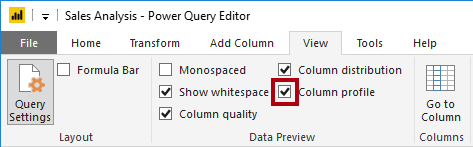 Sales Analysis - Power Query Editor
File Home Transform Add Column View Tools Help
Formula Bar Monospaced Column distribution
Show whitespace Column profile
Query Settings Column quality Go to Column
Layout Data Preview Columns